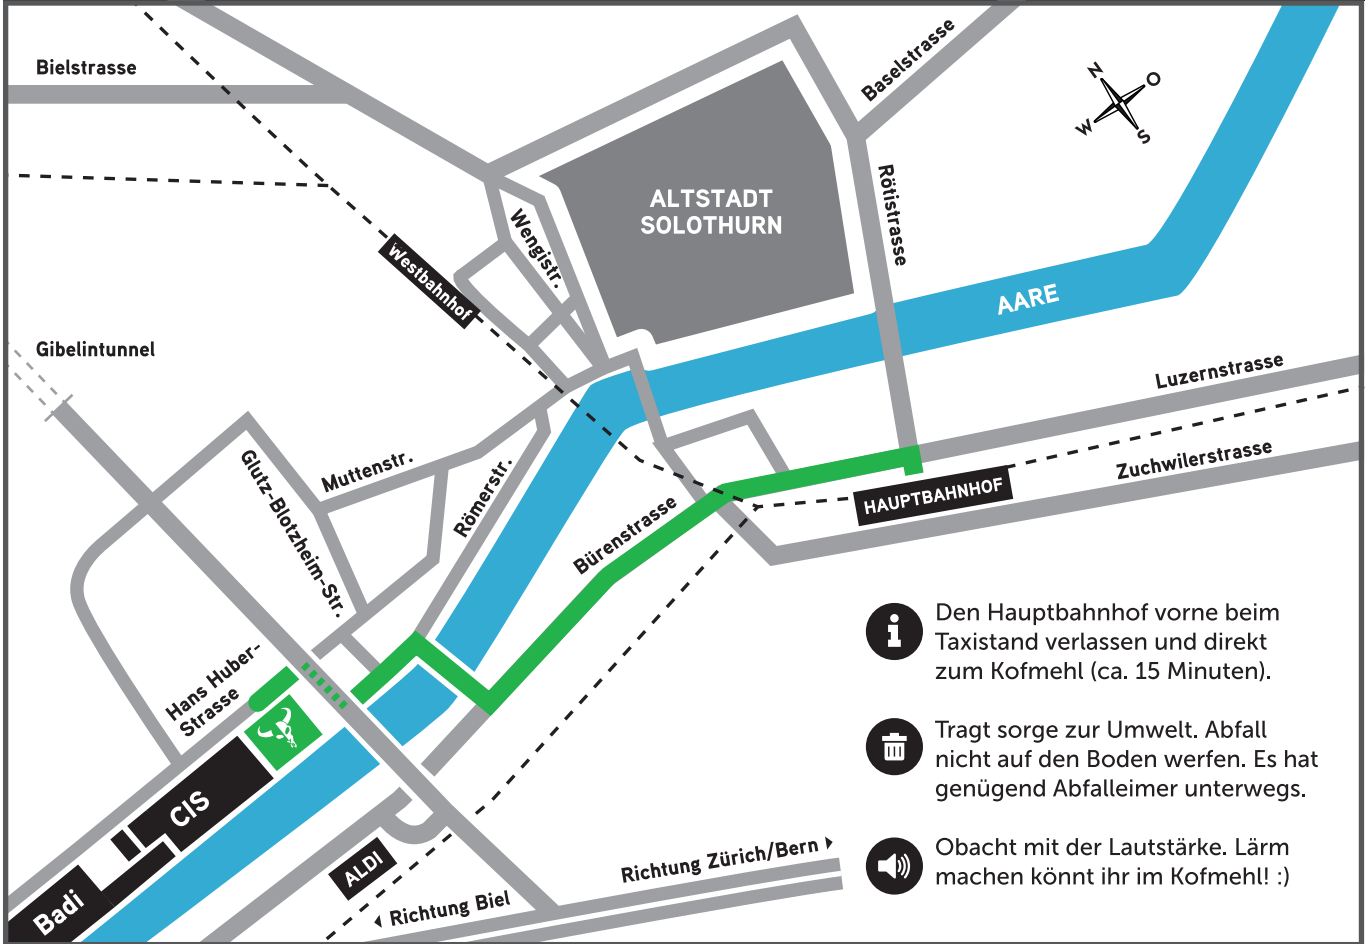 Bielstrasse
Baselstrasse
N
O
W
S
ALTSTADT
SOLOTHURN
Rötistrasse
Wengistr.
Westbahnhof
AARE
Gibelintunnel
Luzernstrasse
Muttenstr.
Glutz-Blotzheim-Str.
Römerstr.
Zuchwilerstrasse
HAUPTBAHNHOF
Bürenstrasse
Den Hauptbahnhof vorne beim
Taxistand verlassen und direkt
zum Kofmehl (ca. 15 Minuten).
Hans Huber-
Strasse
Tragt sorge zur Umwelt. Abfall
nicht auf den Boden werfen. Es hat
genügend Abfalleimer unterwegs.
CIS
Obacht mit der Lautstärke. Lärm
machen könnt ihr im Kofmehl! :)
Richtung Zürich/Bern
ALDI
Badi
Richtung Biel